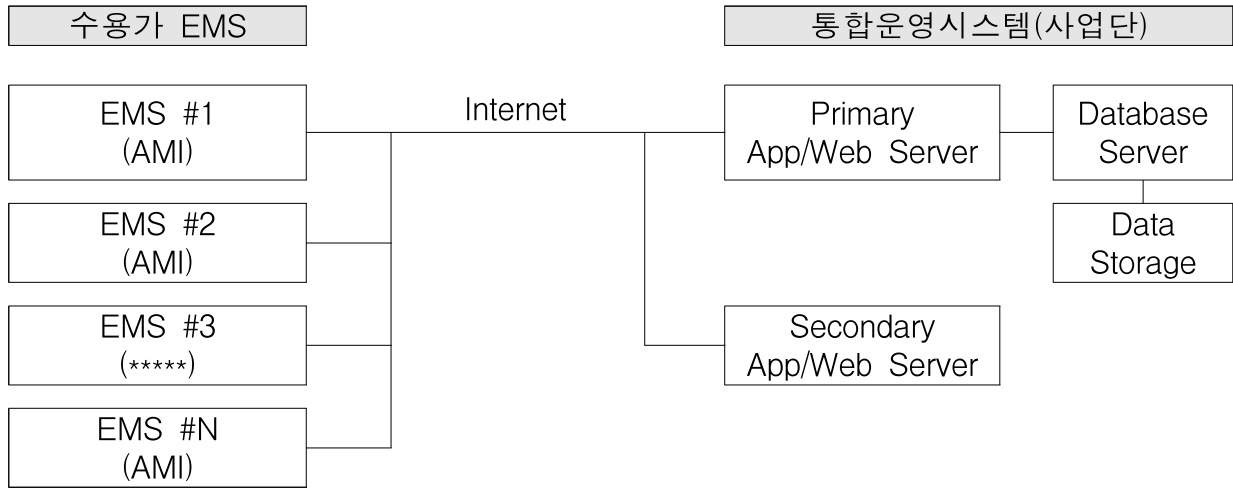 수용가 EMS
통합운영시스템(사업단)
EMS #1
(AMI)
EMS #2
(AMI)
EMS #3
(*****)
EMS #N
(AMI)
Internet
Primary
App/Web Server
Secondary
App/Web Server
Database
Server
Data
Storage